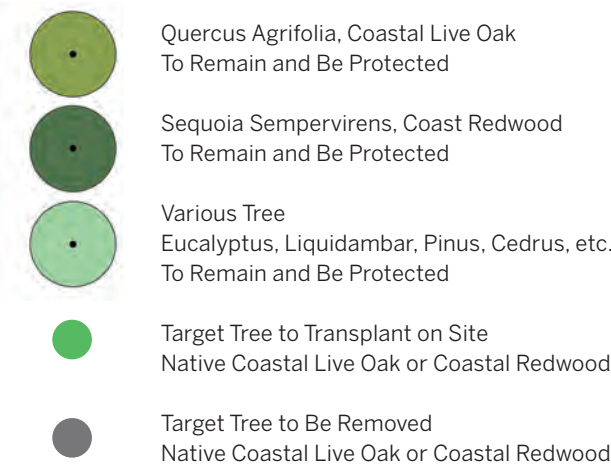 Quercus Agrifolia, Coastal Live Oak
To Remain and Be Protected
Sequoia Sempervirens, Coast Redwood
To Remain and Be Protected
Various Tree
Eucalyptus, Liquidambar, Pinus, Cedrus, etc.
To Remain and Be Protected
Target Tree to Transplant on Site
Native Coastal Live Oak or Coastal Redwood
Target Tree to Be Removed
Native Coastal Live Oak or Coastal Redwood